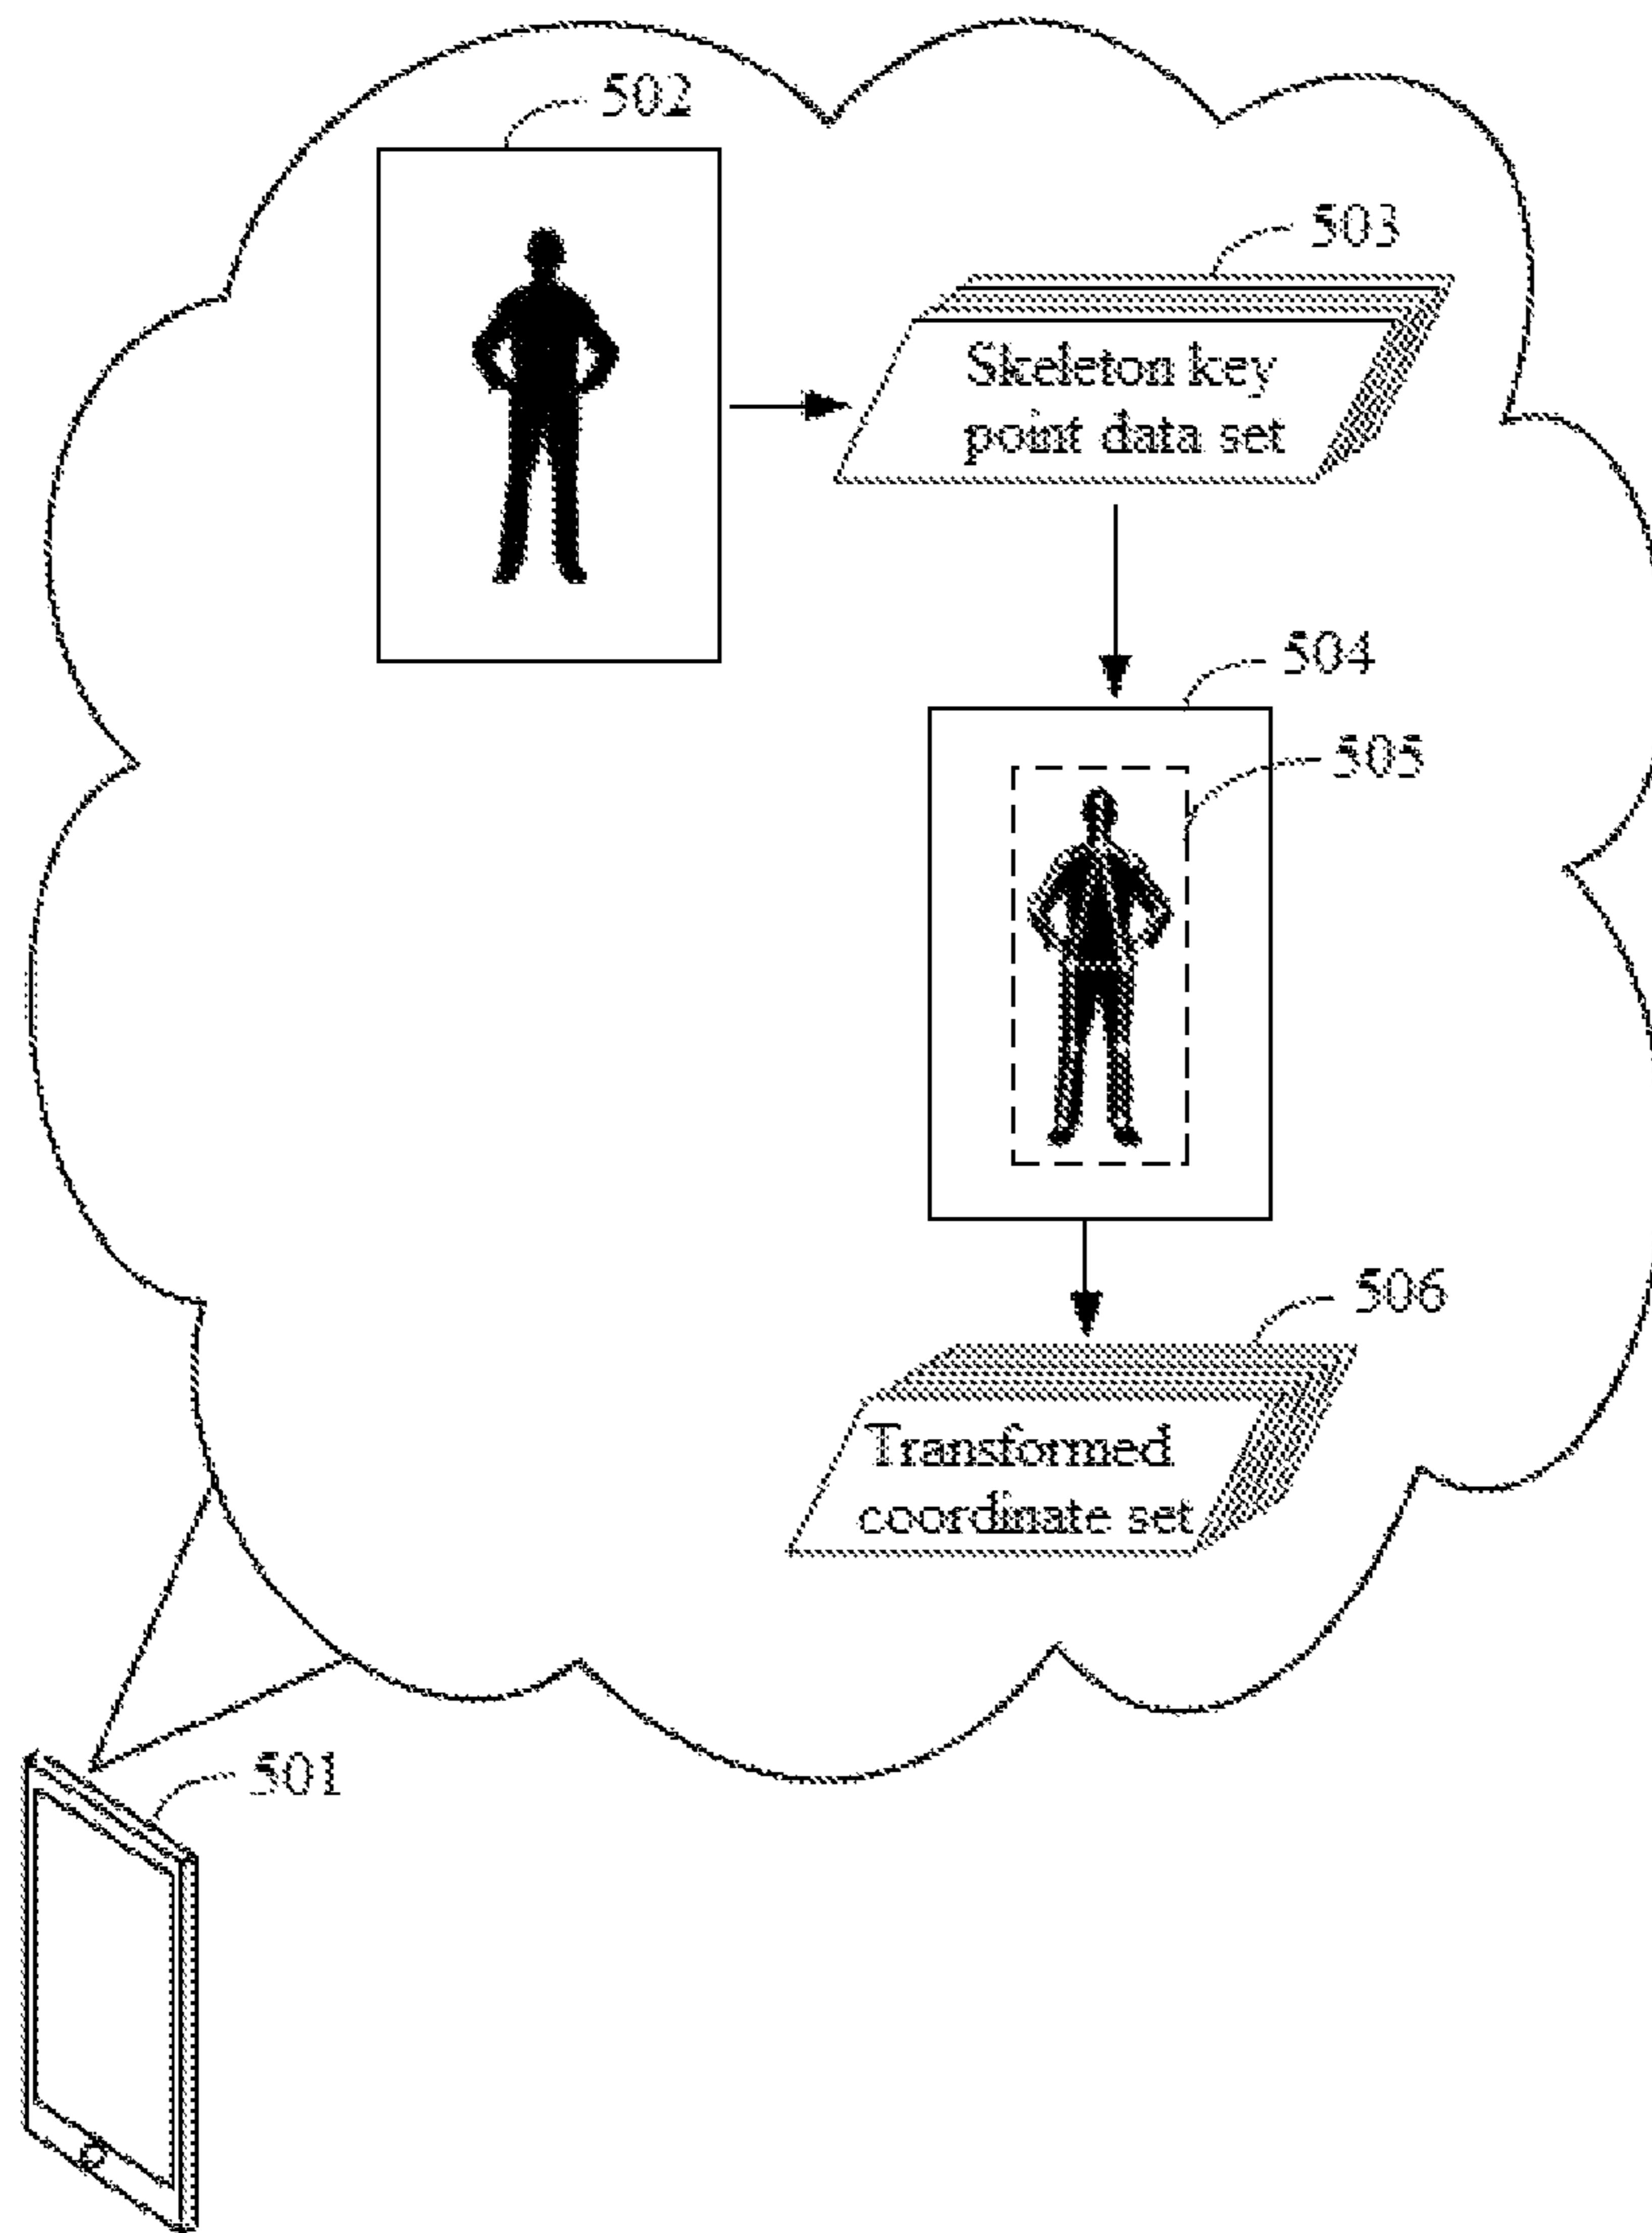 502
503
Skeleton key
point data set
504
505
506
Transformed
coordinate set
501